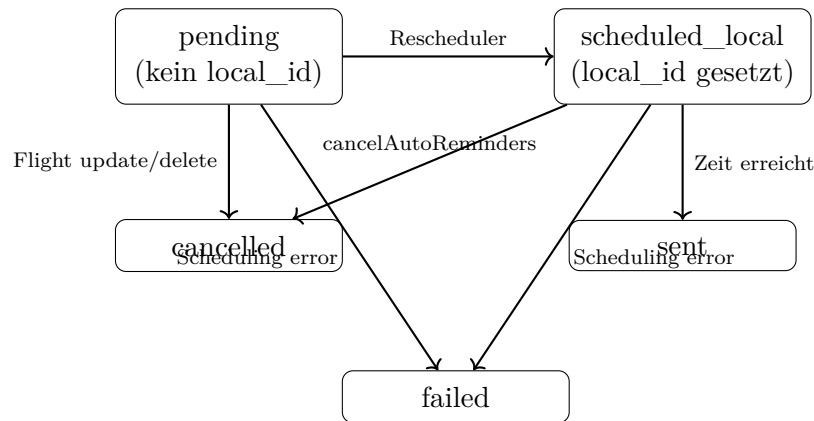 pending
(kein local_id)
Rescheduler
scheduled_local
(local_id gesetzt)
Flight update/delete
cancelAutoReminders
Zeit erreicht
cancelled
Scheduling error
sent
Scheduling error
failed